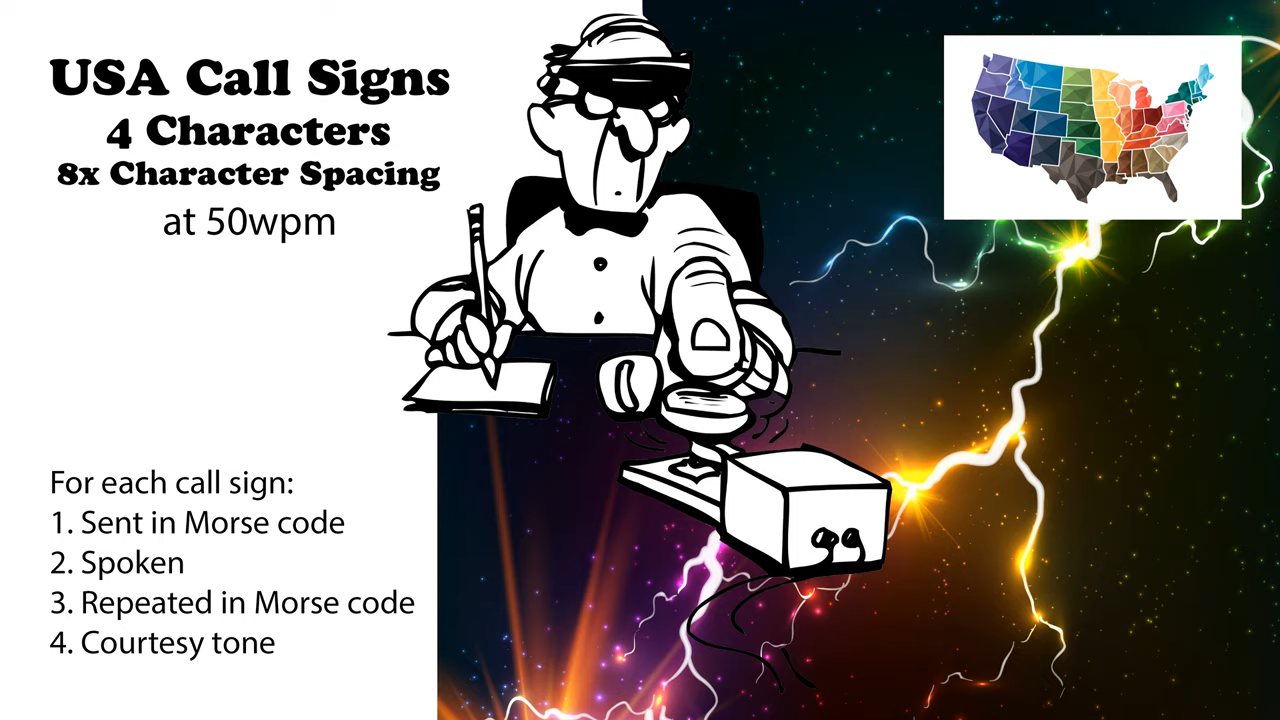 USA Call Signs
4 Characters
8x Character Spacing
at 50wpm
For each call sign:
1. Sent in Morse code
2. Spoken
3. Repeated in Morse code
4. Courtesy tone